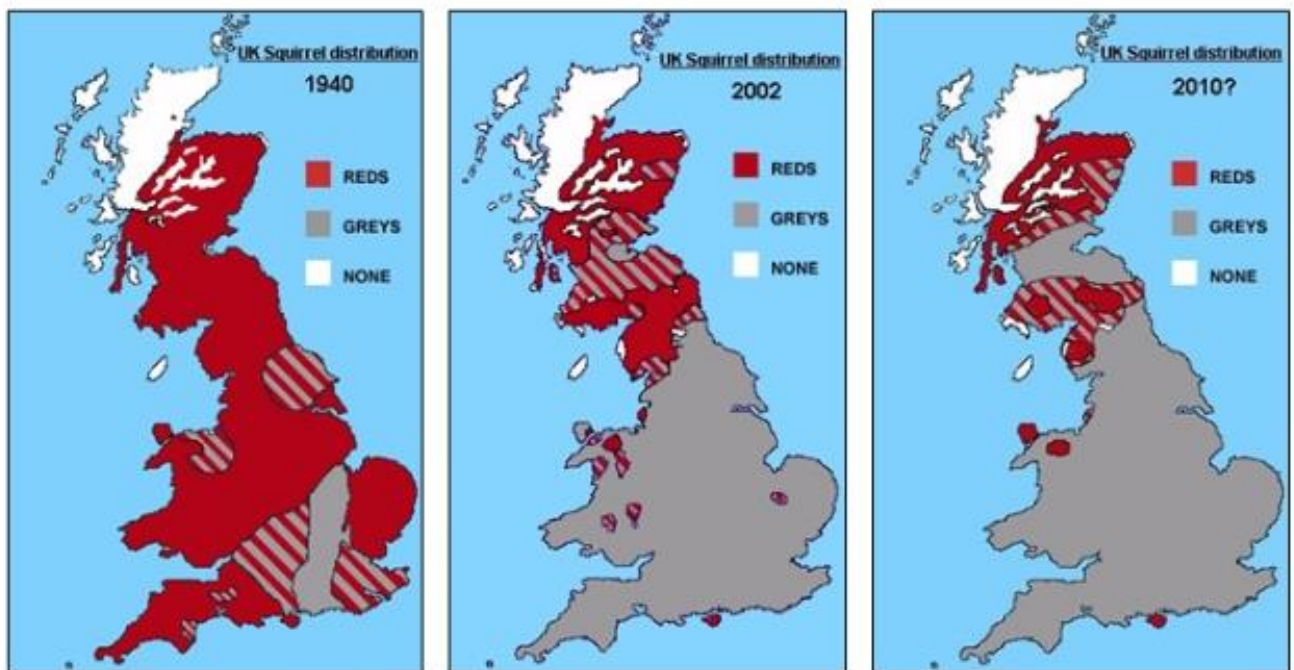 UK Squirrel distribution
1940
REDS
GREYS
NONE
UK Squirrel distribution
2002
REDS
GREYS
NONE
UK Squirrel distribution
2010?
REDS
GREYS
NONE